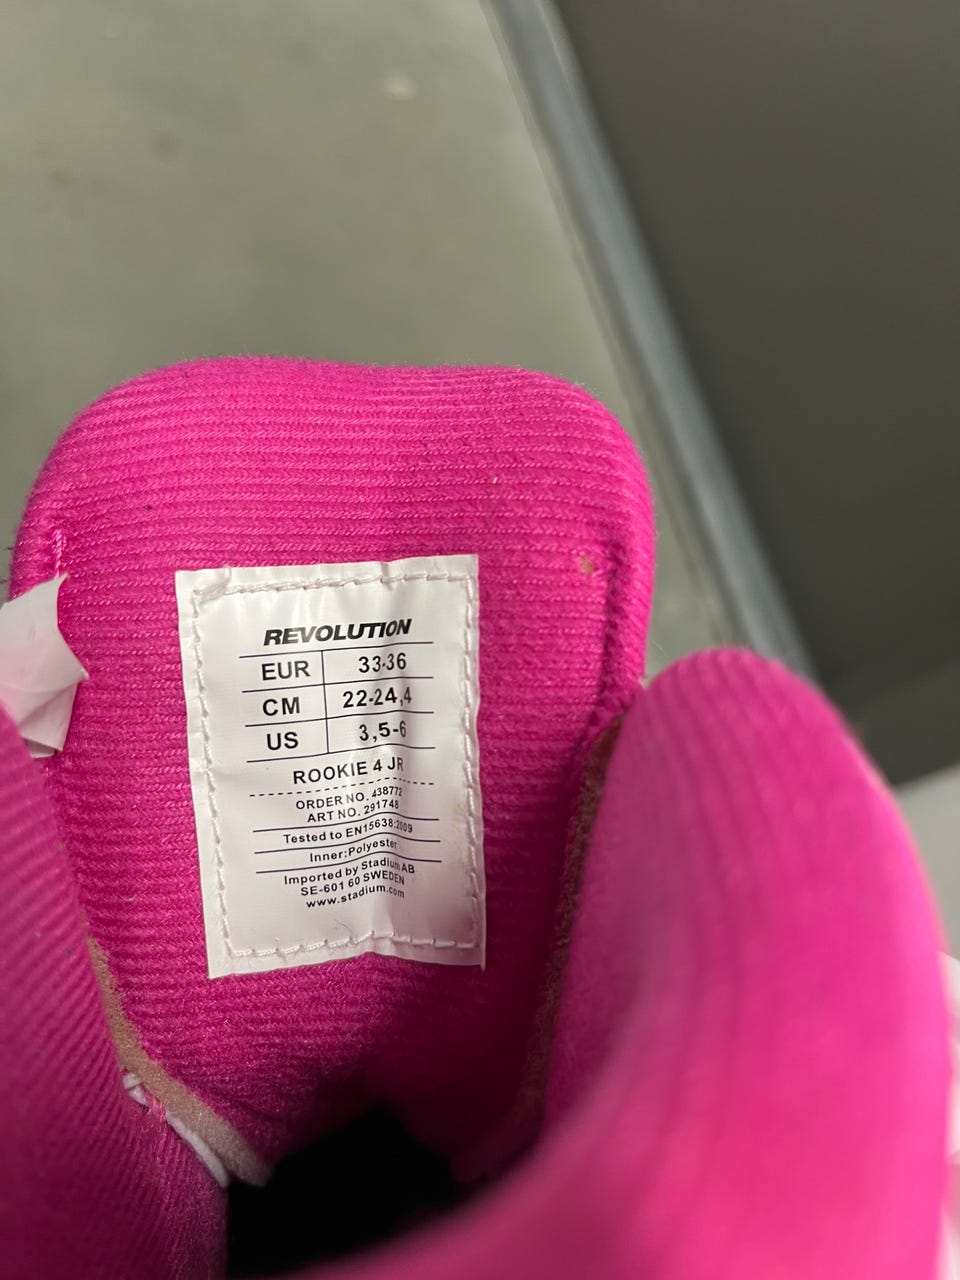 REVOLUTION
EUR 33-36
CM 22-24,4
US 3,5-6
ROOKIE 4 JR
ORDER NO. 438772
ART NO. 291748
Tested to EN15638:2009
Inner:Polyester
Imported by Stadium AB
SE-601 60 SWEDEN
www.stadium.com